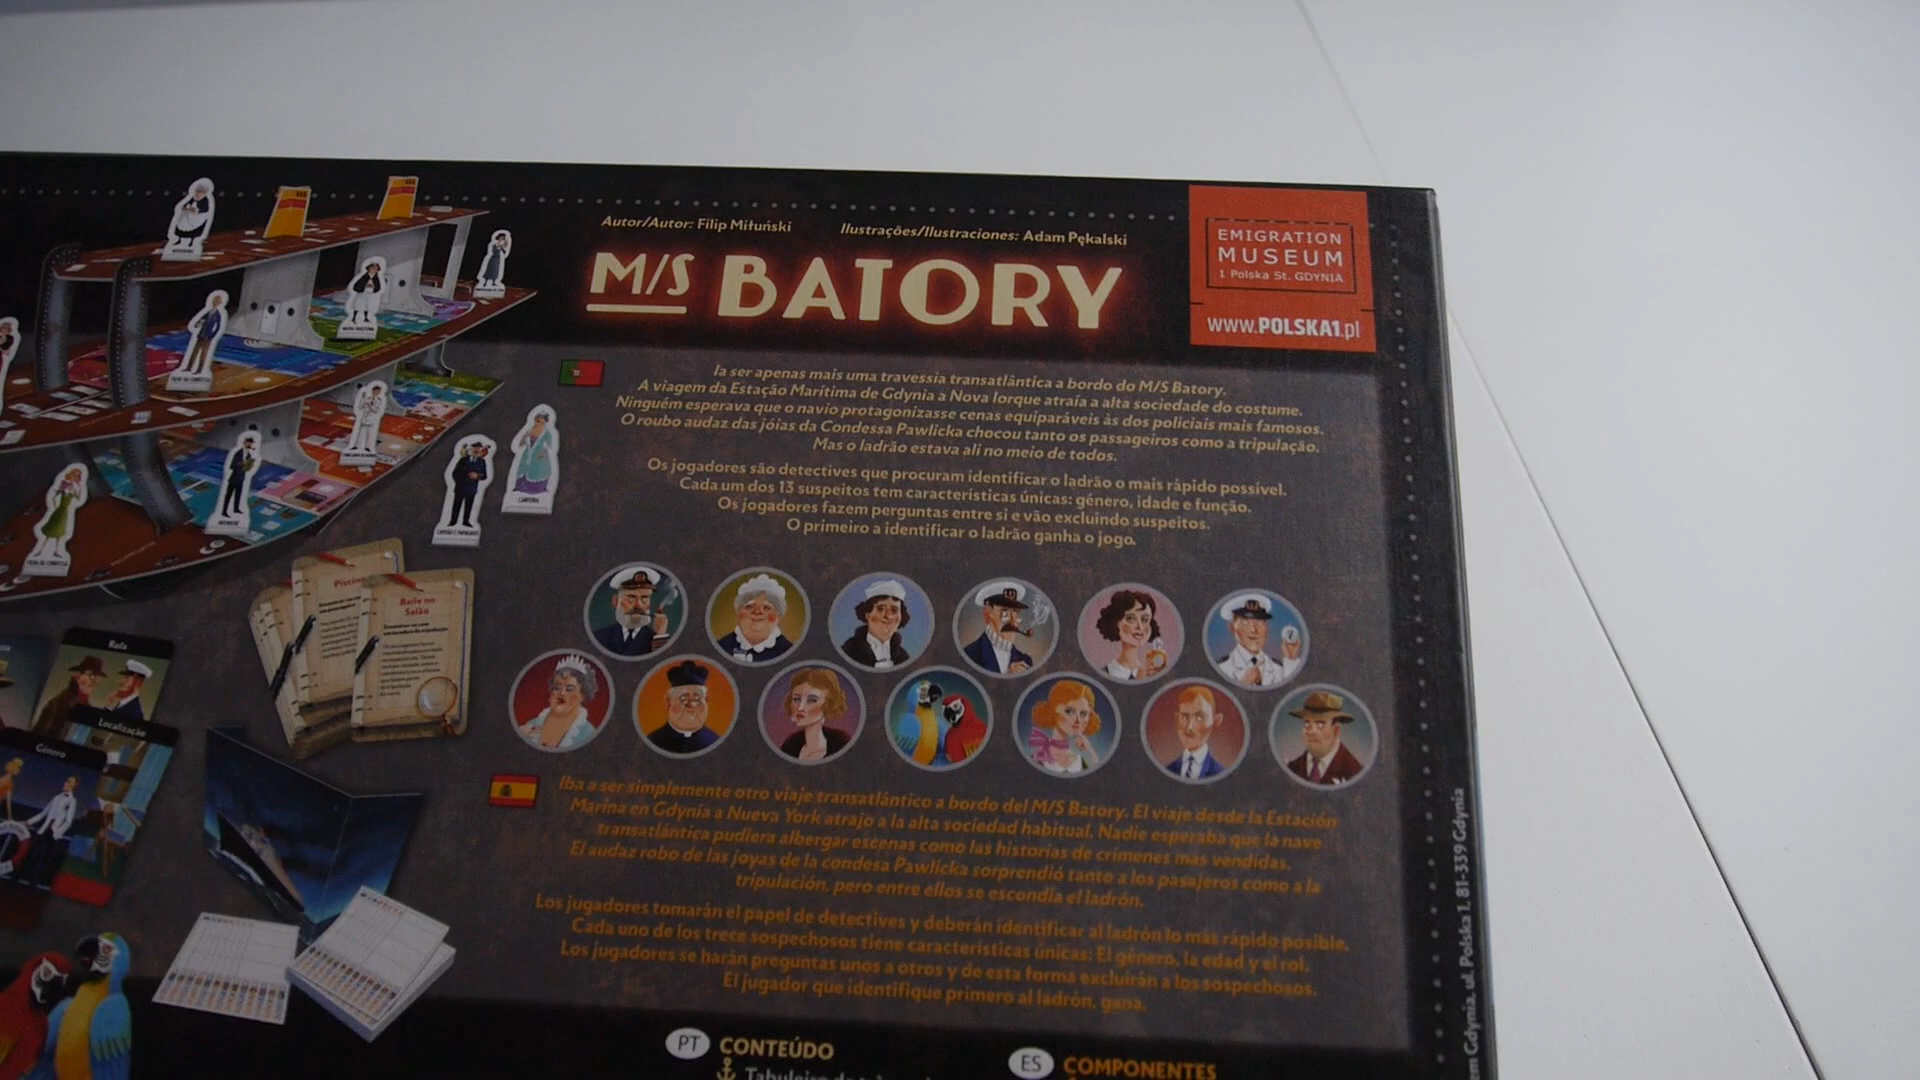 Autor/Autor: Filip Miłuński
Ilustrações/Ilustraciones: Adam Pękalski
M/S BATORY
EMIGRATION
MUSEUM
1 Polska St. GDYNIA
www.POLSKA1.pl
Ia ser apenas mais uma travessia transatlântica a bordo do M/S Batory.
A viagem da Estação Marítima de Gdynia a Nova Iorque atraía a alta sociedade do costume.
Ninguém esperava que o navio protagonizasse cenas equiparáveis às dos policiais mais famosos.
O roubo audaz das jóias da Condessa Pawlicka chocou tanto os passageiros como a tripulação.
Mas o ladrão estava ali no meio de todos.
Os jogadores são detectives que procuram identificar o ladrão o mais rápido possível.
Cada um dos 13 suspeitos tem características únicas: género, idade e função.
Os jogadores fazem perguntas entre si e vão excluindo suspeitos.
O primeiro a identificar o ladrão ganha o jogo.
CANTORA
Piscina
Baile no
Salão
Rola
Localização
Género
Iba a ser simplemente otro viaje transatlántico a bordo del M/S Batory. El viaje desde la Estación
Marina en Gdynia a Nueva York atrajo a la alta sociedad habitual. Nadie esperaba que la nave
transatlántica pudiera albergar escenas como las historias de crímenes más vendidas.
El audaz robo de las joyas de la condesa Pawlicka sorprendió tanto a los pasajeros como a la
tripulación, pero entre ellos se escondía el ladrón.
Los jugadores tomarán el papel de detectives y deberán identificar al ladrón lo más rápido posible.
Cada uno de los trece sospechosos tiene características únicas: El género, la edad y el rol.
Los jugadores se harán preguntas unos a otros y de esta forma excluirán a los sospechosos.
El jugador que identifique primero al ladrón, gana.
PT CONTEÚDO
ES COMPONENTES
Gdynia, ul. Polska 1, 81-339 Gdynia